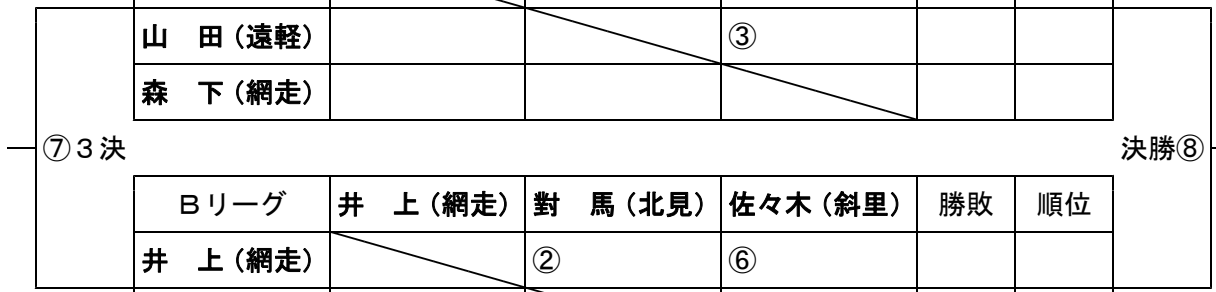 山　田（遠軽） ③
森　下（網走）
⑦３決 決勝⑧
Ｂリーグ 井　上（網走） 對　馬（北見） 佐々木（斜里） 勝敗 順位
井　上（網走） ② ⑥